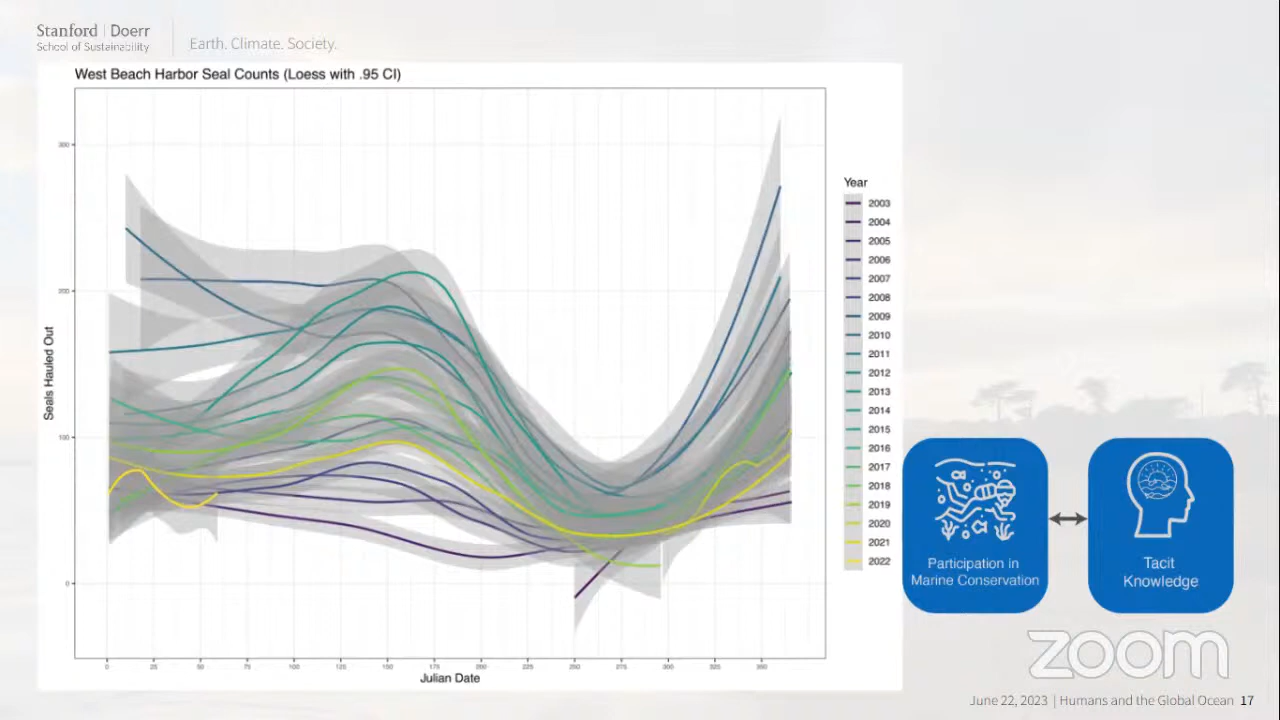 Stanford | Doerr
School of Sustainability
Earth. Climate. Society.
West Beach Harbor Seal Counts (Loess with .95 CI)
300
200
100
0
Seals Hauled Out
0 25 50 75 100 125 150 175 200 225 250 275 300 325 350
Julian Date
Year
2003
2004
2005
2006
2007
2008
2009
2010
2011
2012
2013
2014
2015
2016
2017
2018
2019
2020
2021
2022
Participation in
Marine Conservation
Tacit
Knowledge
zoom
June 22, 2023 | Humans and the Global Ocean 17